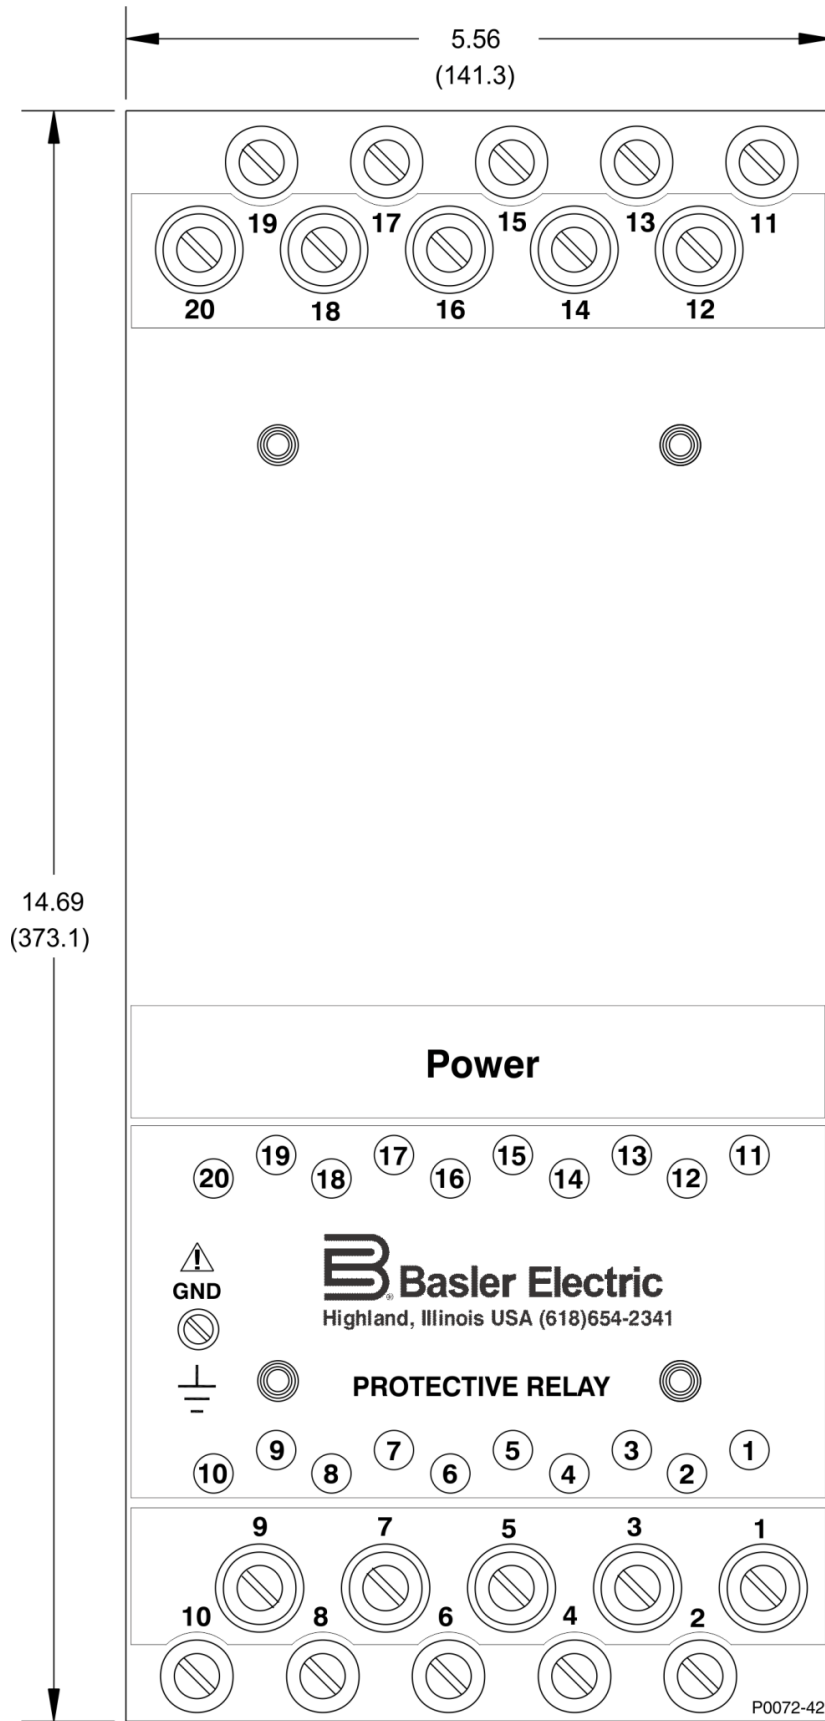 5.56
(141.3)
19 17 15 13 11
20 18 16 14 12
14.69
(373.1)
Power
19 17 15 13 11
20 18 16 14 12
!
GND
B® Basler Electric
Highland, Illinois USA (618)654-2341
PROTECTIVE RELAY
9 7 5 3 1
10 8 6 4 2
9 7 5 3 1
10 8 6 4 2
P0072-42